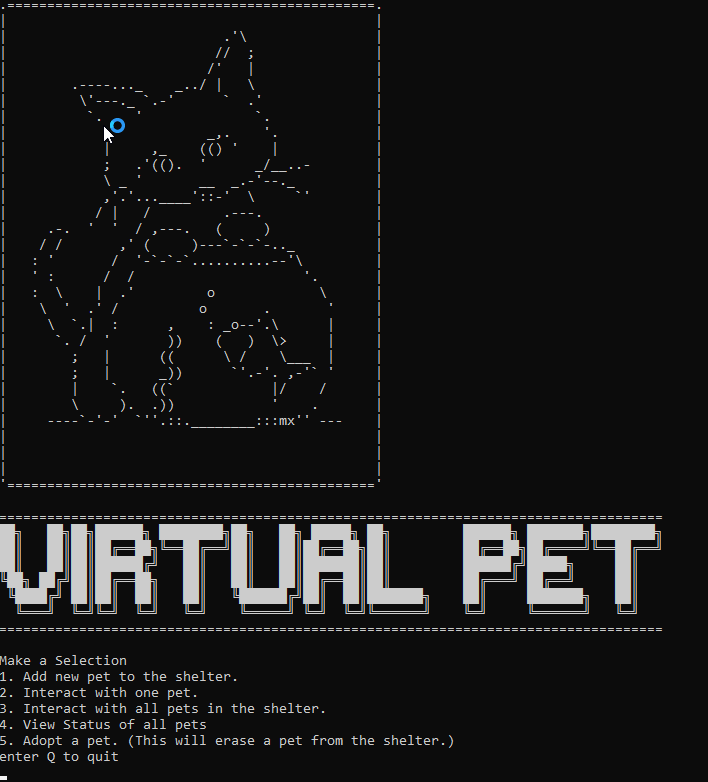 mx
VIRTUAL PET
Make a Selection
1. Add new pet to the shelter.
2. Interact with one pet.
3. Interact with all pets in the shelter.
4. View Status of all pets
5. Adopt a pet. (This will erase a pet from the shelter.)
enter Q to quit